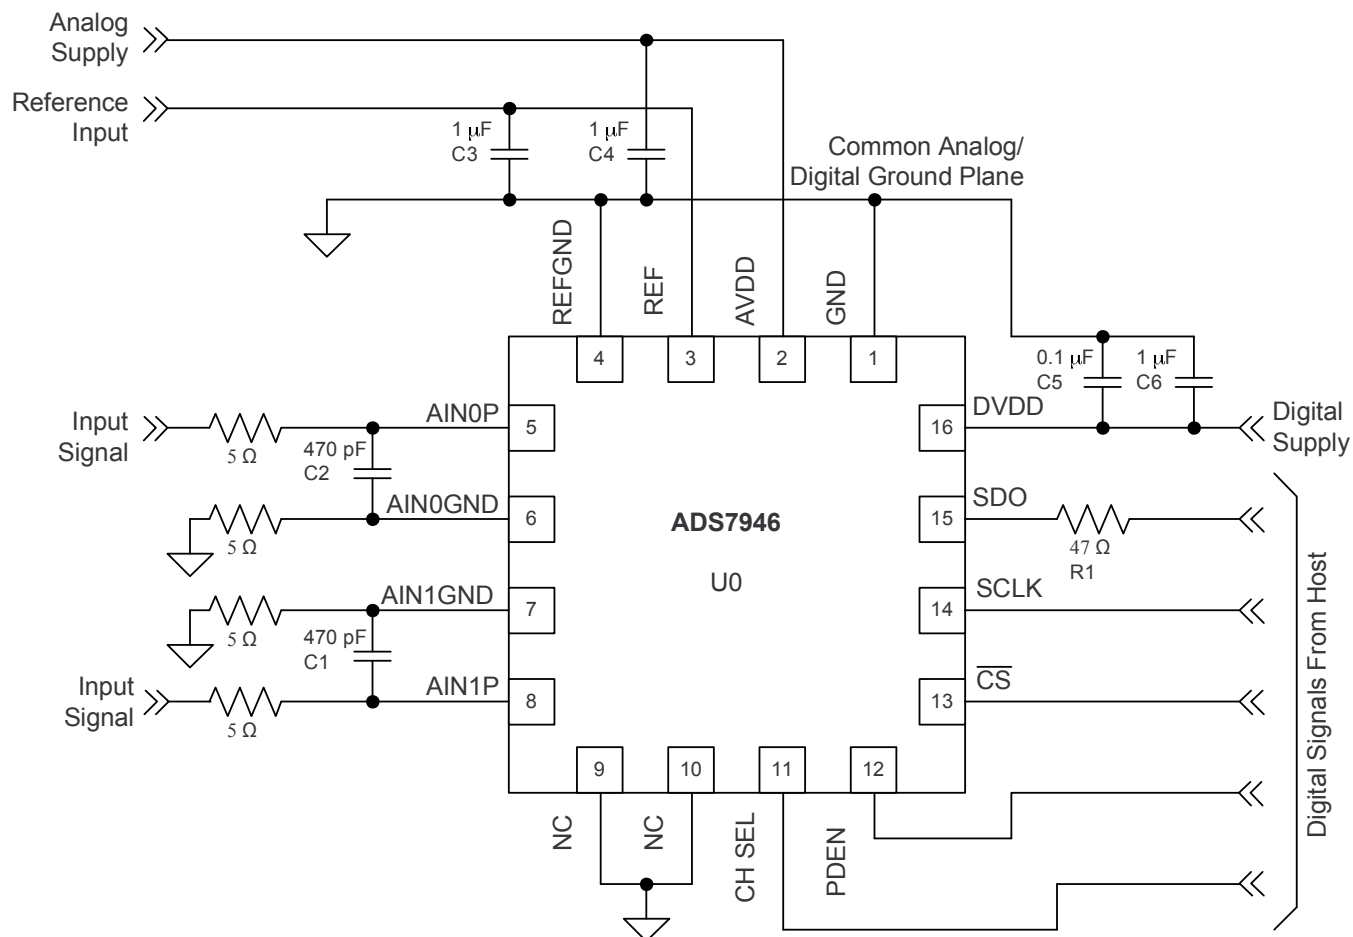 Analog
Supply
Reference
Input
1 μF
C3
1 μF
C4
Common Analog/
Digital Ground Plane
REFGND
REF
AVDD
GND
4
3
2
1
0.1 μF
C5
1 μF
C6
Input
Signal
5 Ω
AIN0P
5
470 pF
C2
AIN0GND
6
5 Ω
DVDD
16
Digital
Supply
ADS7946
U0
SDO
15
47 Ω
R1
5 Ω
AIN1GND
7
470 pF
C1
SCLK
14
Input
Signal
5 Ω
AIN1P
8
CS
13
9
10
11
12
NC
NC
CH SEL
PDEN
Digital Signals From Host